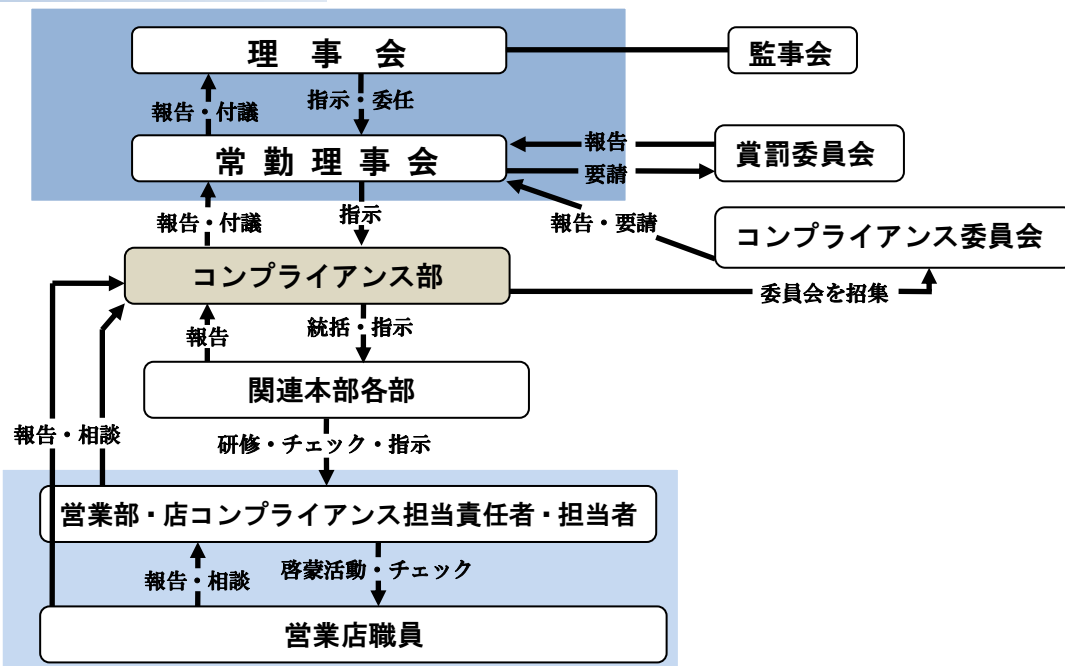 理事会
監事会
報告・付議
指示・委任
常勤理事会
報告
要請
賞罰委員会
報告・付議
指示
報告・要請
コンプライアンス委員会
コンプライアンス部
委員会を招集
報告
統括・指示
関連本部各部
報告・相談
研修・チェック・指示
営業部・店コンプライアンス担当責任者・担当者
報告・相談
啓蒙活動・チェック
営業店職員